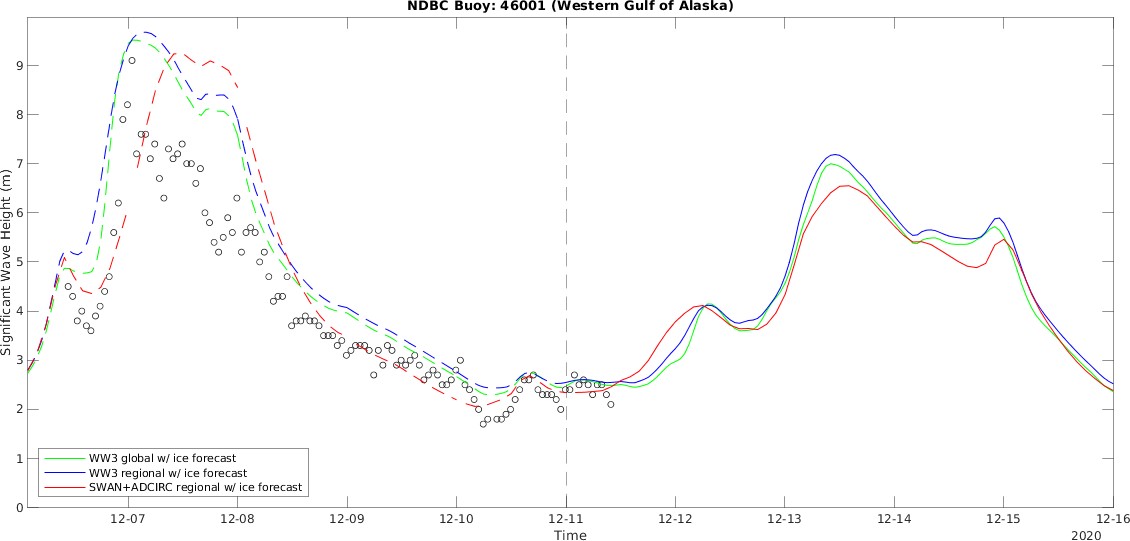 NDBC Buoy: 46001 (Western Gulf of Alaska)
Significant Wave Height (m)
9
8
7
6
5
4
3
2
1
0
WW3 global w/ ice forecast
WW3 regional w/ ice forecast
SWAN+ADCIRC regional w/ ice forecast
12-07 12-08 12-09 12-10 12-11 12-12 12-13 12-14 12-15 12-16
Time
2020